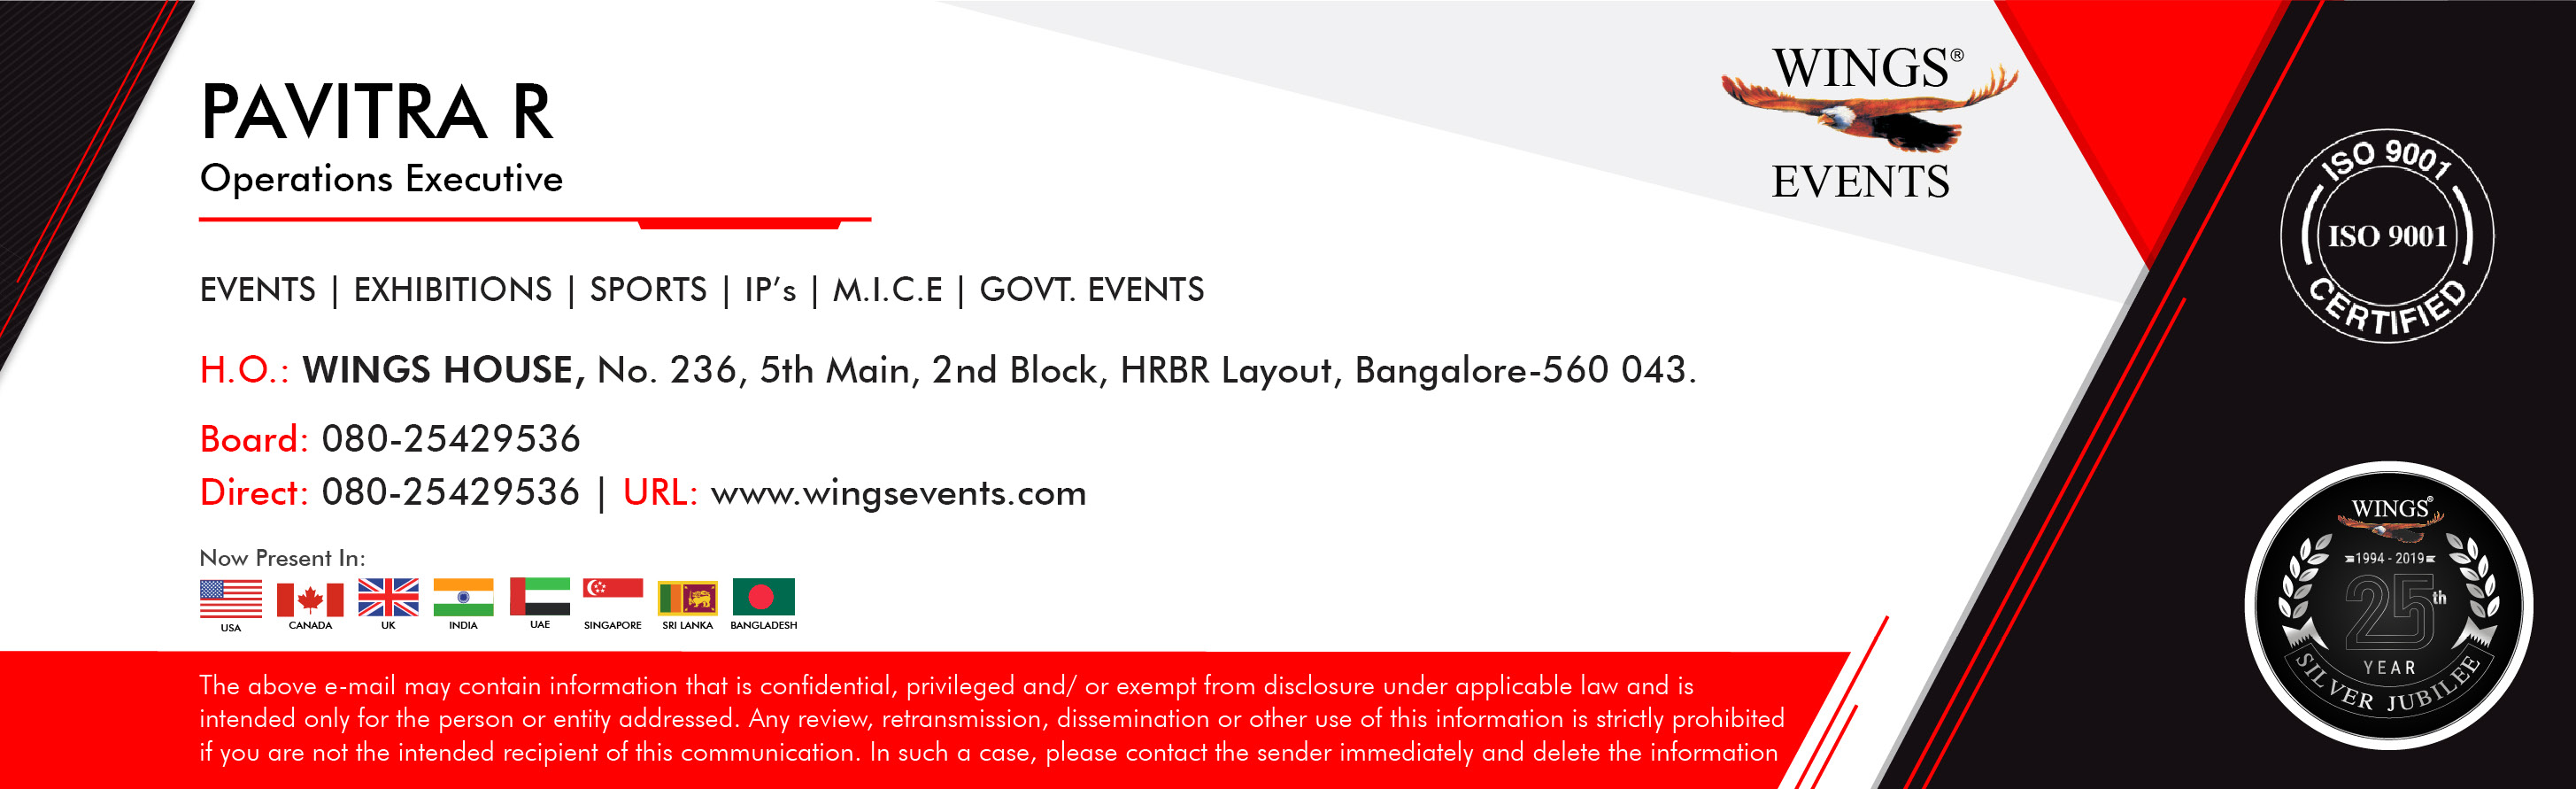 PAVITRA R
Operations Executive
WINGS®
EVENTS
EVENTS | EXHIBITIONS | SPORTS | IP’s | M.I.C.E | GOVT. EVENTS
H.O.: WINGS HOUSE, No. 236, 5th Main, 2nd Block, HRBR Layout, Bangalore-560 043.
Board: 080-25429536
Direct: 080-25429536 | URL: www.wingsevents.com
Now Present In:
USA CANADA UK INDIA UAE SINGAPORE SRI LANKA BANGLADESH
The above e-mail may contain information that is confidential, privileged and/ or exempt from disclosure under applicable law and is
intended only for the person or entity addressed. Any review, retransmission, dissemination or other use of this information is strictly prohibited
if you are not the intended recipient of this communication. In such a case, please contact the sender immediately and delete the information
ISO 9001
ISO 9001
CERTIFIED
WINGS®
1994 - 2019
25th
YEAR
SILVER JUBILEE